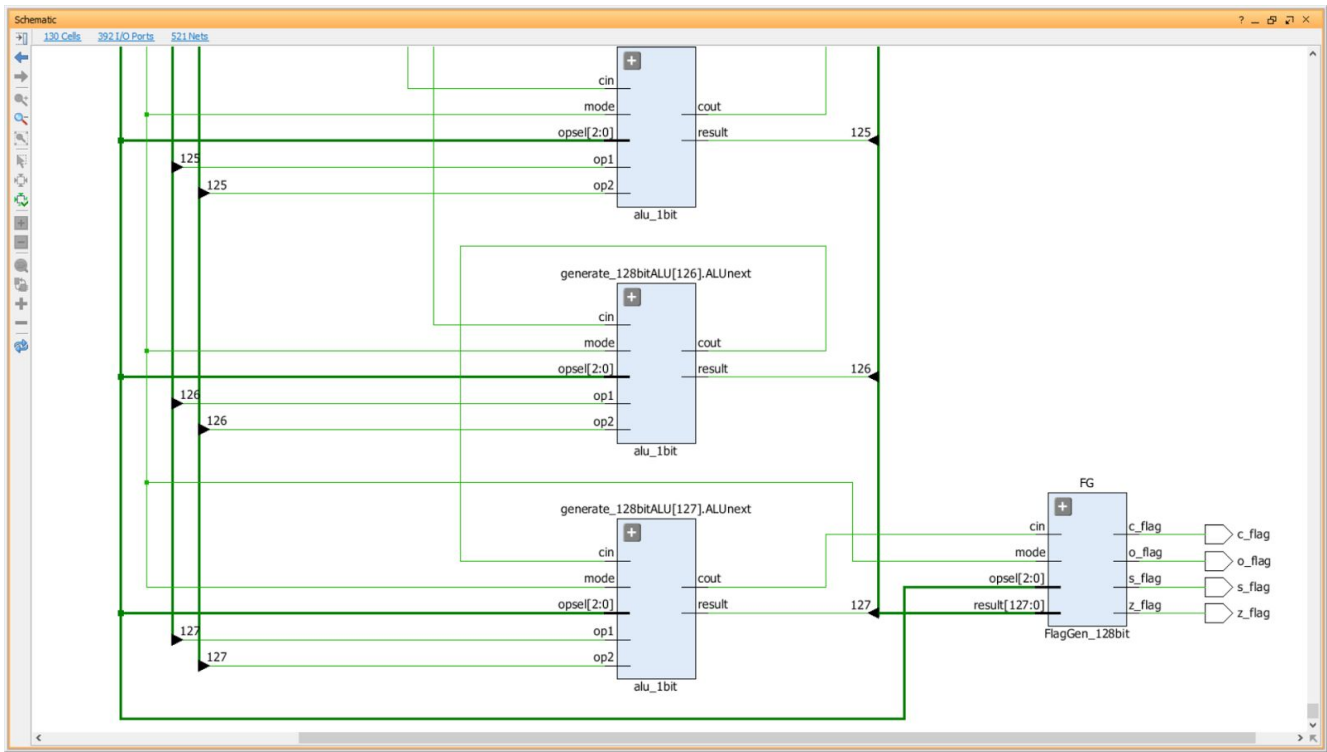 Schematic
130 Cells 392 I/O Ports 521 Nets
cin
mode cout
opsel[2:0] result 125
125 op1
125 op2
alu_1bit
generate_128bitALU[126].ALUnext
cin
mode cout
opsel[2:0] result 126
126 op1
126 op2
alu_1bit
FG
generate_128bitALU[127].ALUnext
cin c_flag c_flag
cin
mode o_flag o_flag
mode cout
opsel[2:0] s_flag s_flag
opsel[2:0] result 127
result[127:0] z_flag z_flag
127 op1
FlagGen_128bit
127 op2
alu_1bit